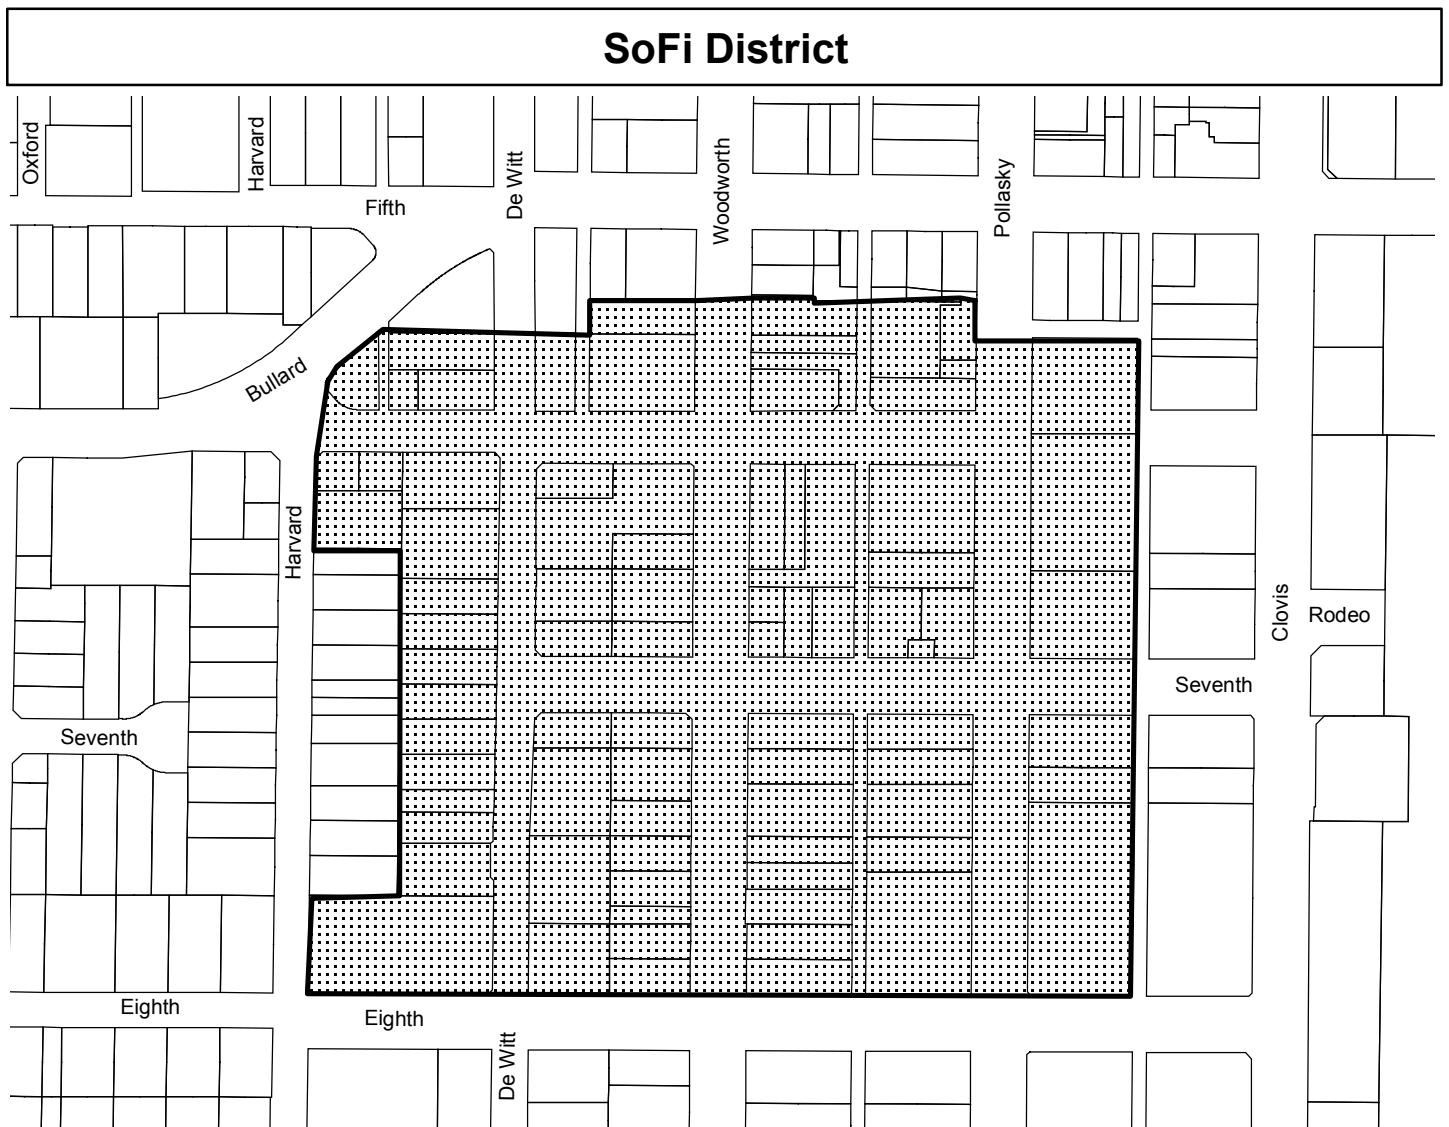 SoFi District
Oxford
Harvard
De Witt
Woodworth
Pollasky
Fifth
Bullard
Harvard
Clovis
Rodeo
Seventh
Seventh
Eighth
Eighth
De Witt